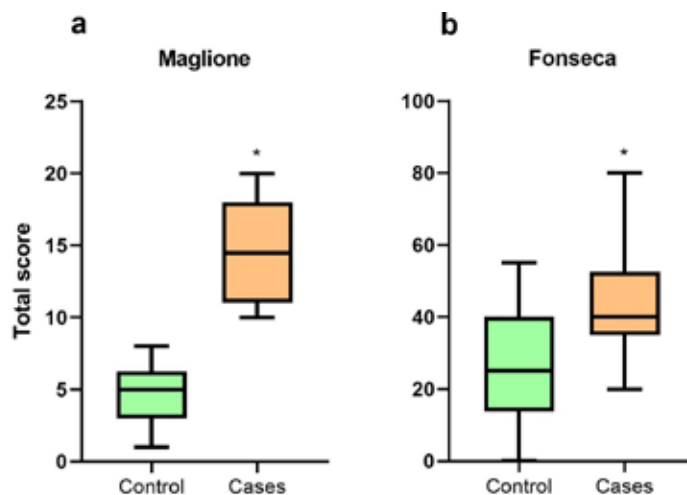 a
Maglione
Total score
25
20
15
10
5
0
*
Control
Cases
b
Fonseca
100
80
60
40
20
0
*
Control
Cases